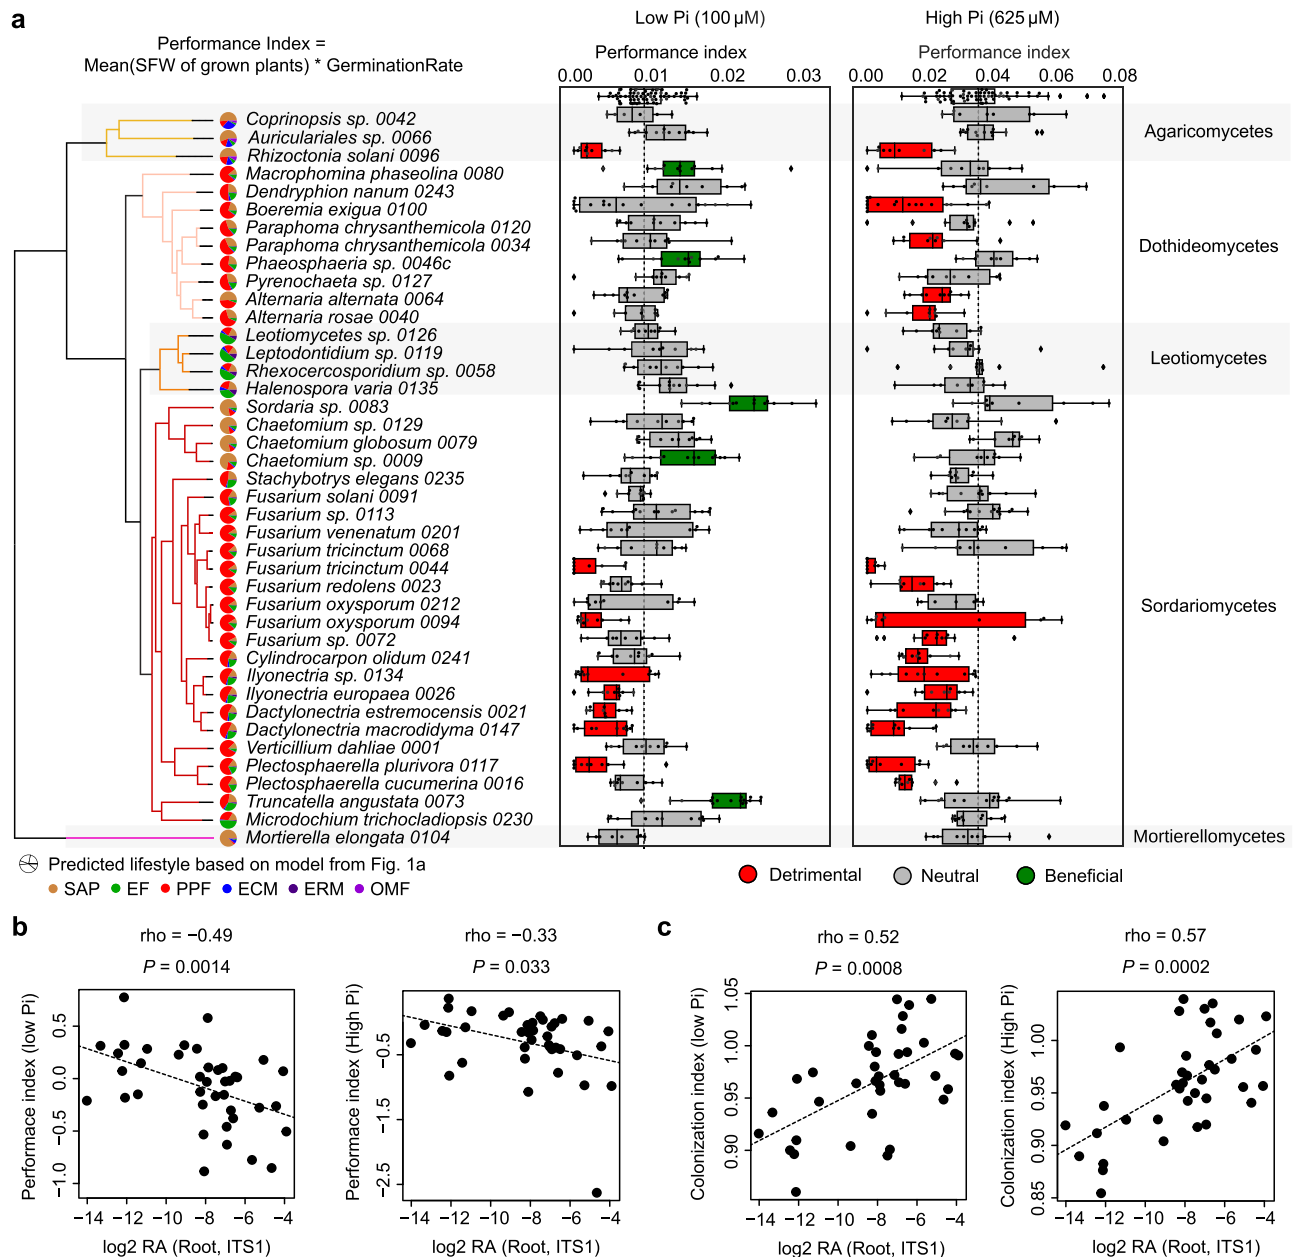 a
Performance Index =
Mean(SFW of grown plants) * GerminationRate
Low Pi (100 µM)
High Pi (625 µM)
Performance index
Performance index
0.00 0.01 0.02 0.03
0.00 0.02 0.04 0.06 0.08
Coprinopsis sp. 0042
Auriculariales sp. 0066
Rhizoctonia solani 0096
Macrophomina phaseolina 0080
Dendryphion nanum 0243
Boeremia exigua 0100
Paraphoma chrysanthemicola 0120
Paraphoma chrysanthemicola 0034
Phaeosphaeria sp. 0046c
Pyrenochaeta sp. 0127
Alternaria alternata 0064
Alternaria rosae 0040
Leotiomycetes sp. 0126
Leptodontidium sp. 0119
Rhexocercosporidium sp. 0058
Halenospora varia 0135
Sordaria sp. 0083
Chaetomium sp. 0129
Chaetomium globosum 0079
Chaetomium sp. 0009
Stachybotrys elegans 0235
Fusarium solani 0091
Fusarium sp. 0113
Fusarium venenatum 0201
Fusarium tricinctum 0068
Fusarium tricinctum 0044
Fusarium redolens 0023
Fusarium oxysporum 0212
Fusarium oxysporum 0094
Fusarium sp. 0072
Cylindrocarpon olidum 0241
Ilyonectria sp. 0134
Ilyonectria europaea 0026
Dactylonectria estremocensis 0021
Dactylonectria macrodidyma 0147
Verticillium dahliae 0001
Plectosphaerella plurivora 0117
Plectosphaerella cucumerina 0016
Truncatella angustata 0073
Microdochium trichocladiopsis 0230
Mortierella elongata 0104
Agaricomycetes
Dothideomycetes
Leotiomycetes
Sordariomycetes
Mortierellomycetes
Predicted lifestyle based on model from Fig. 1a
SAP EF PPF ECM ERM OMF
Detrimental Neutral Beneficial
b
rho = −0.49
P = 0.0014
Performace index (low Pi)
0.5
0.0
−0.5
−1.0
−14 −12 −10 −8 −6 −4
log2 RA (Root, ITS1)
rho = −0.33
P = 0.033
Performace index (High Pi)
−0.5
−1.5
−2.5
−14 −12 −10 −8 −6 −4
log2 RA (Root, ITS1)
c
rho = 0.52
P = 0.0008
Colonization index (low Pi)
1.05
1.00
0.95
0.90
−14 −12 −10 −8 −6 −4
log2 RA (Root, ITS1)
rho = 0.57
P = 0.0002
Colonization index (High Pi)
1.00
0.95
0.90
0.85
−14 −12 −10 −8 −6 −4
log2 RA (Root, ITS1)